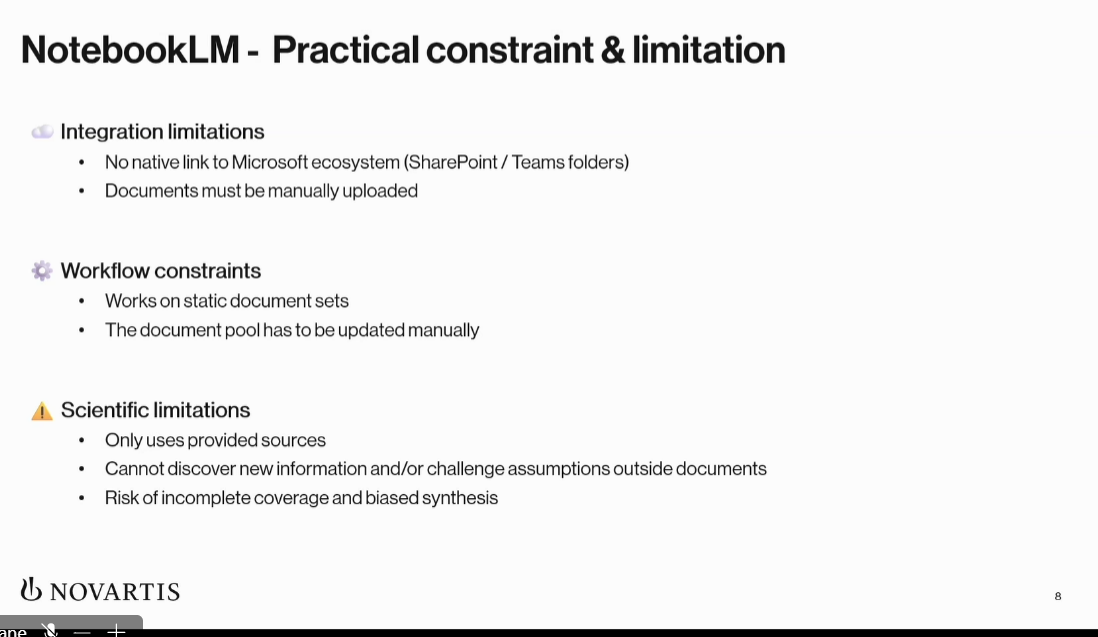 NotebookLM - Practical constraint & limitation
Integration limitations
• No native link to Microsoft ecosystem (SharePoint / Teams folders)
• Documents must be manually uploaded
Workflow constraints
• Works on static document sets
• The document pool has to be updated manually
Scientific limitations
• Only uses provided sources
• Cannot discover new information and/or challenge assumptions outside documents
• Risk of incomplete coverage and biased synthesis
NOVARTIS
8